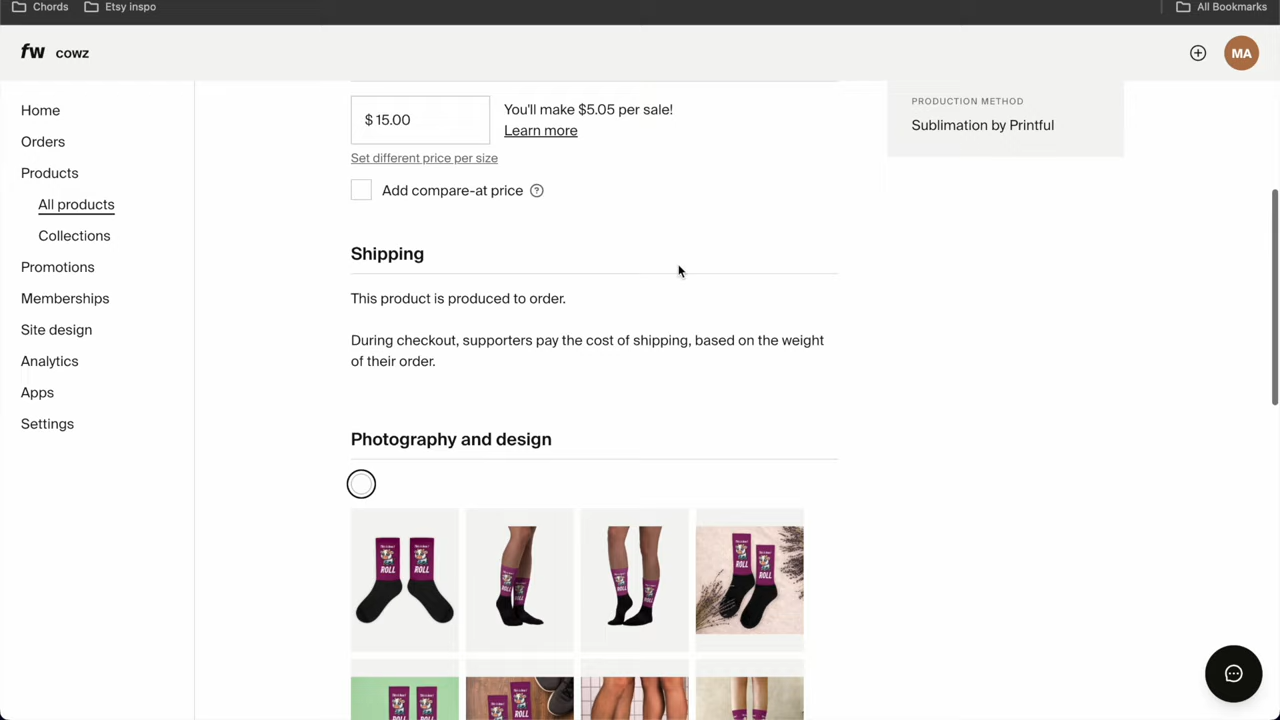 Chords
Etsy inspo
All Bookmarks
fw cowz
MA
Home
Orders
Products
All products
Collections
Promotions
Memberships
Site design
Analytics
Apps
Settings
$ 15.00
You'll make $5.05 per sale!
Learn more
Set different price per size
Add compare-at price ?
PRODUCTION METHOD
Sublimation by Printful
Shipping
This product is produced to order.
During checkout, supporters pay the cost of shipping, based on the weight
of their order.
Photography and design
ROLL
ROLL
ROLL
ROLL
ROLL
ROLL